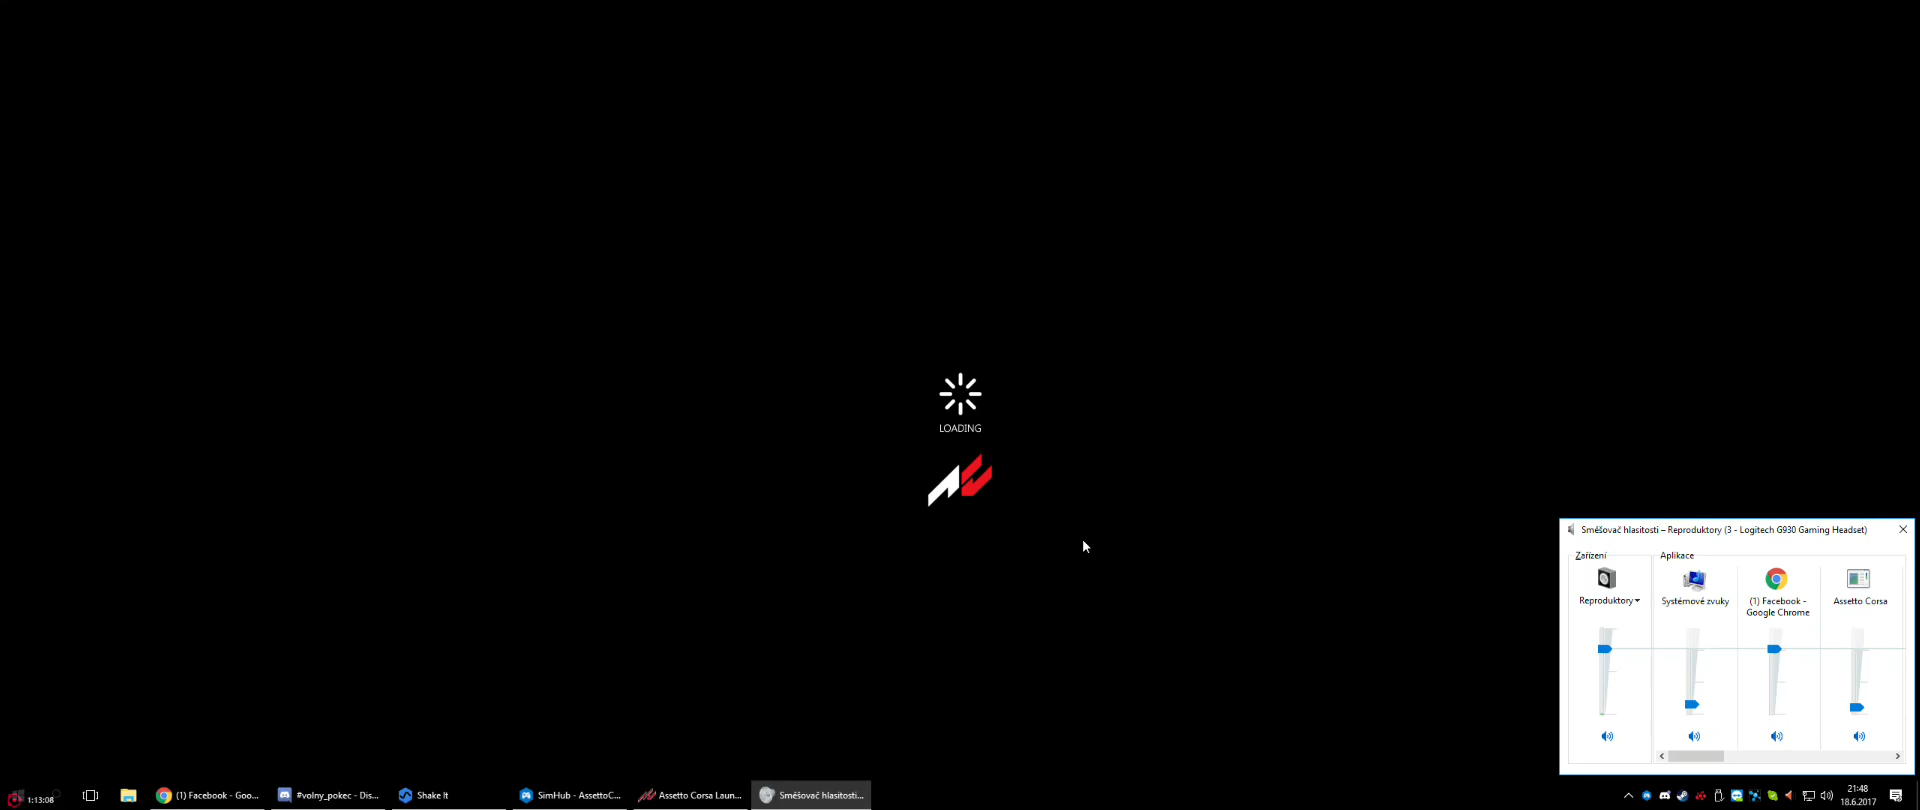 LOADING
Směšovač hlasitosti – Reproduktory (3 - Logitech G930 Gaming Headset)
Zařízení
Aplikace
Reproduktory
Systémové zvuky
(1) Facebook -
Google Chrome
Assetto Corsa
1:13:08
(1) Facebook - Goo...
#volny_pokec - Dis...
Shake It
SimHub - AssettoC...
Assetto Corsa Laun...
Směšovač hlasitosti...
21:48
18.6.2017